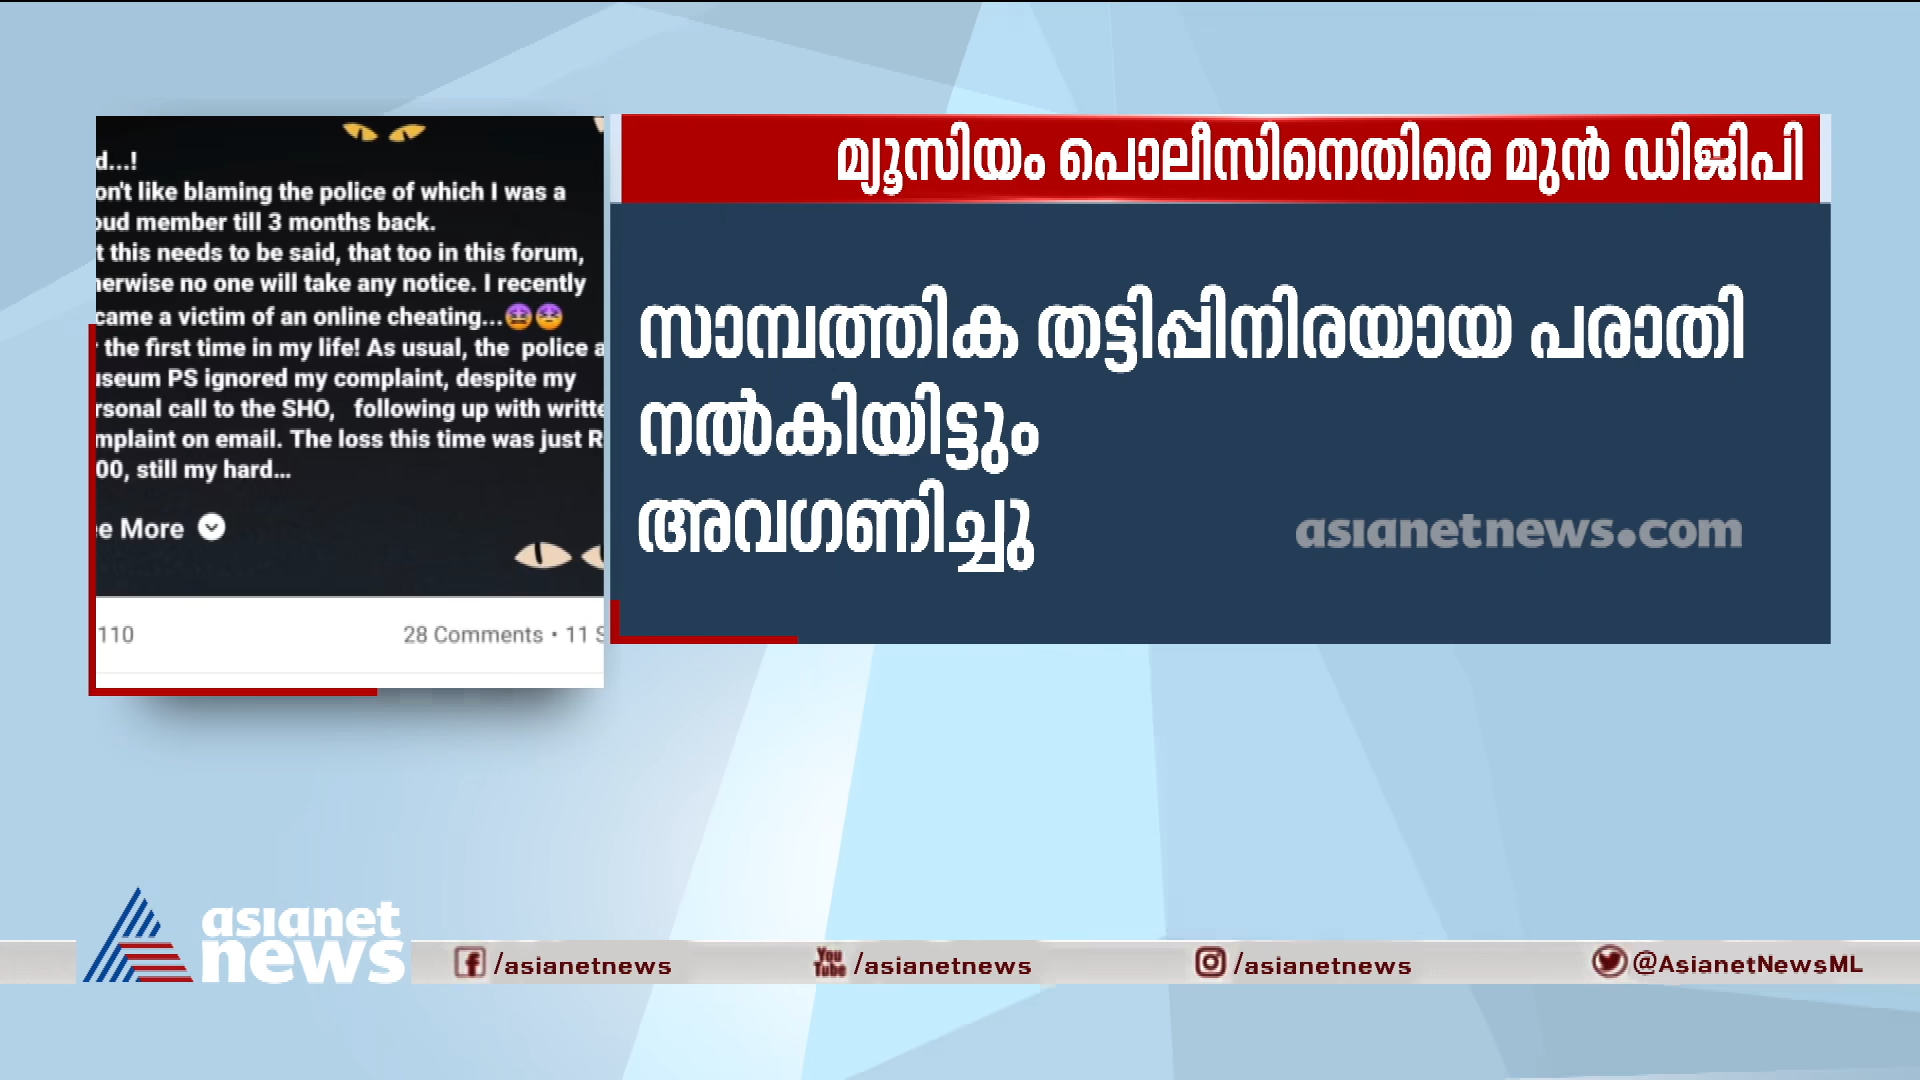 d...!
on't like blaming the police of which I was a
oud member till 3 months back.
t this needs to be said, that too in this forum,
herwise no one will take any notice. I recently
came a victim of an online cheating...
the first time in my life! As usual, the police a
useum PS ignored my complaint, despite my
rsonal call to the SHO, following up with writte
mplaint on email. The loss this time was just R
00, still my hard...
e More
110
28 Comments • 11 S
മ്യൂസിയം പൊലീസിനെതിരെ മുൻ ഡിജിപി
സാമ്പത്തിക തട്ടിപ്പിനിരയായ പരാതി
നൽകിയിട്ടും
അവഗണിച്ചു
asianetnews.com
asianet
news
/asianetnews
You
Tube
/asianetnews
/asianetnews
@AsianetNewsML